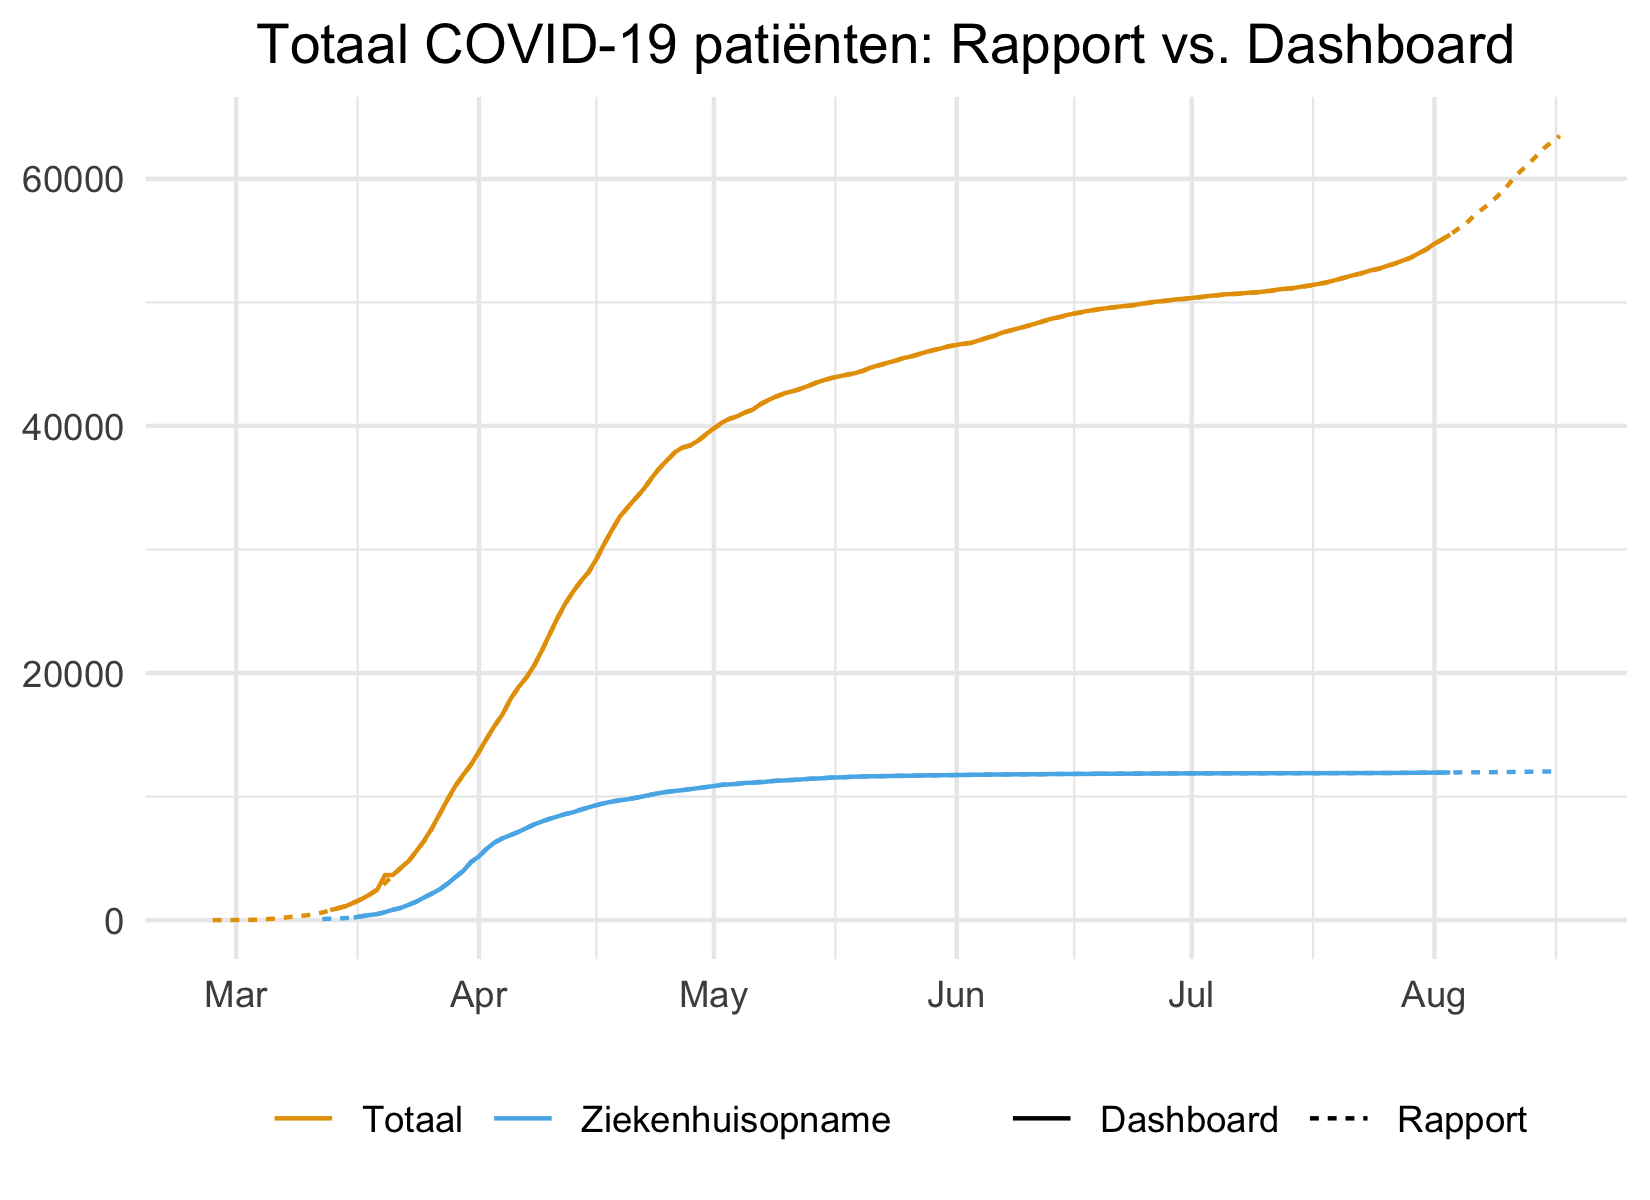 Totaal COVID-19 patiënten: Rapport vs. Dashboard
60000
40000
20000
0
Mar Apr May Jun Jul Aug
Totaal Ziekenhuisopname Dashboard Rapport